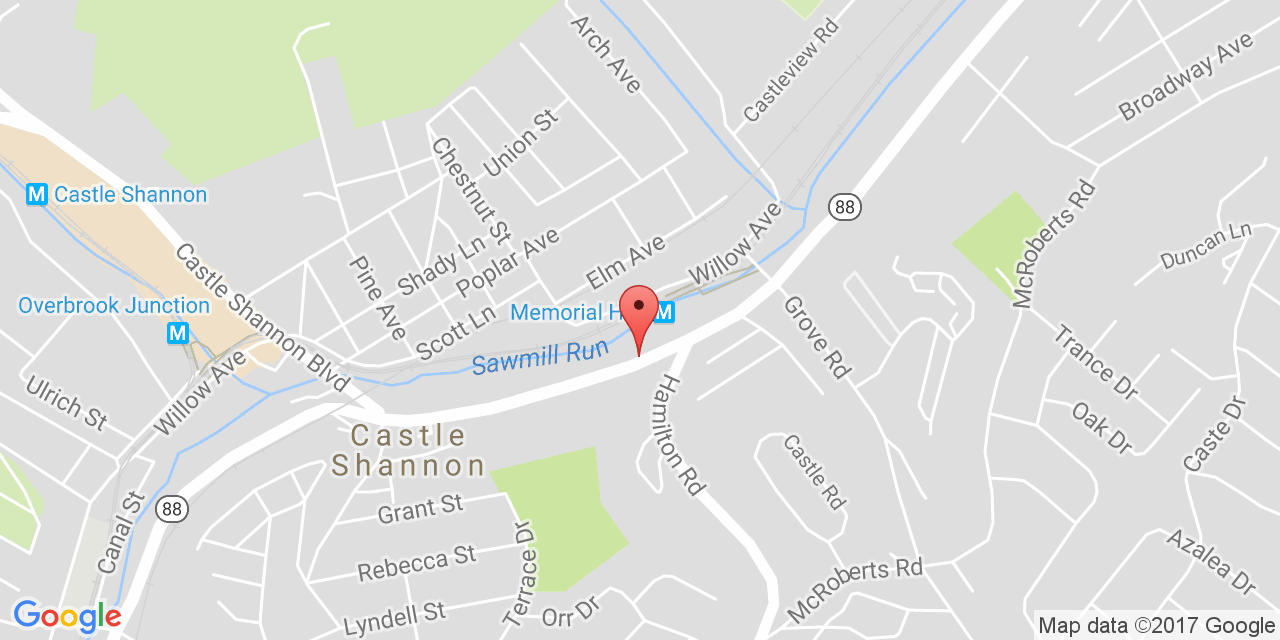 Arch Ave
Castleview Rd
Broadway Ave
Union St
Chestnut St
M Castle Shannon
88
McRoberts Rd
Duncan Ln
Shady Ln
Poplar Ave
Elm Ave
Willow Ave
Castle Shannon Blvd
Pine Ave
Overbrook Junction
M
Memorial H
M
Scott Ln
Sawmill Run
Grove Rd
Trance Dr
Willow Ave
Ulrich St
Hamilton Rd
Oak Dr
Caste Dr
Castle
Shannon
Castle Rd
88
Grant St
Canal St
Rebecca St
Terrace Dr
Azalea Dr
McRoberts Rd
Lyndell St
Orr Dr
Google
Map data ©2017 Google